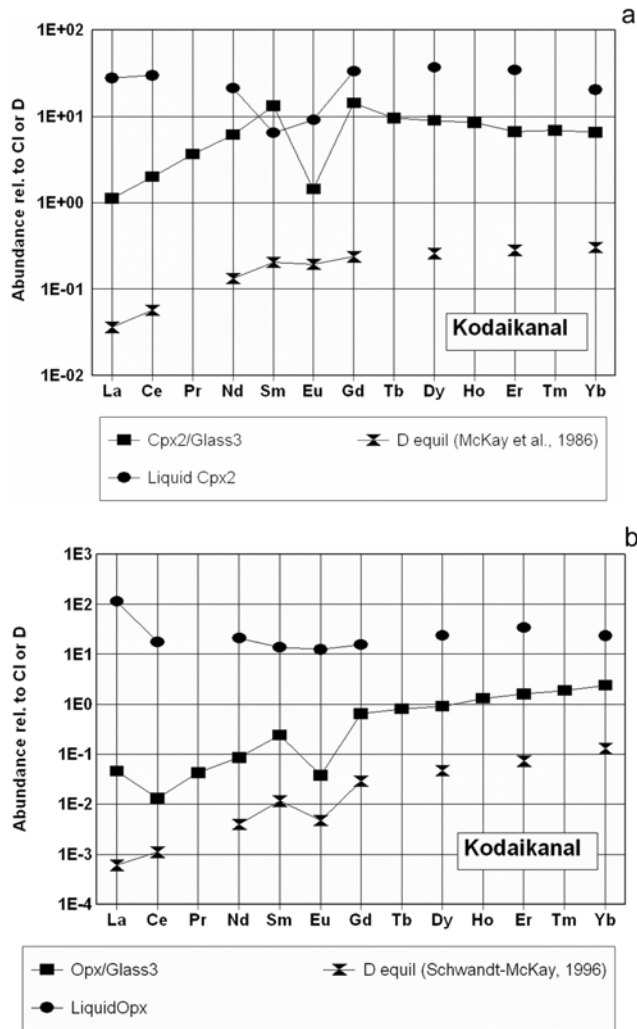 a
1E+02
1E+01
1E+00
1E-01
1E-02
Abundance rel. to CI or D
Kodaikanal
La Ce Pr Nd Sm Eu Gd Tb Dy Ho Er Tm Yb
Cpx2/Glass3 D equil (McKay et al., 1986)
Liquid Cpx2
b
1E3
1E2
1E1
1E0
1E-1
1E-2
1E-3
1E-4
Abundance rel. to CI or D
Kodaikanal
La Ce Pr Nd Sm Eu Gd Tb Dy Ho Er Tm Yb
Opx/Glass3 D equil (Schwandt-McKay, 1996)
LiquidOpx